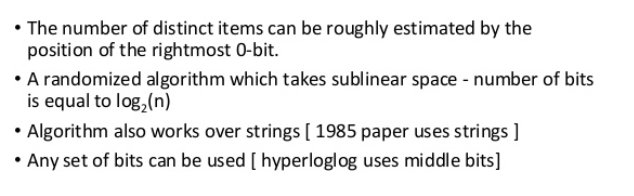 • The number of distinct items can be roughly estimated by the
position of the rightmost 0-bit.
• A randomized algorithm which takes sublinear space - number of bits
is equal to log₂(n)
• Algorithm also works over strings [ 1985 paper uses strings ]
• Any set of bits can be used [ hyperloglog uses middle bits]